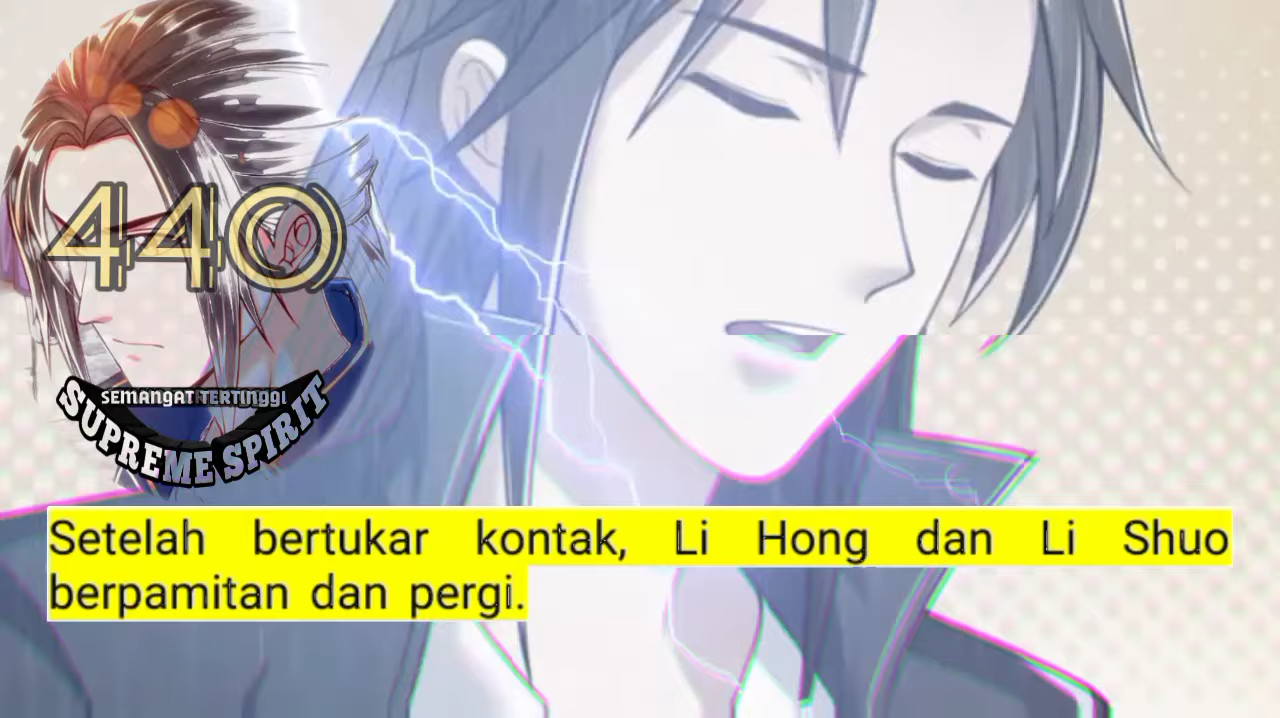 440
SEMANGAT TERTINGGI
SUPREME SPIRIT
Setelah bertukar kontak, Li Hong dan Li Shuo
berpamitan dan pergi.